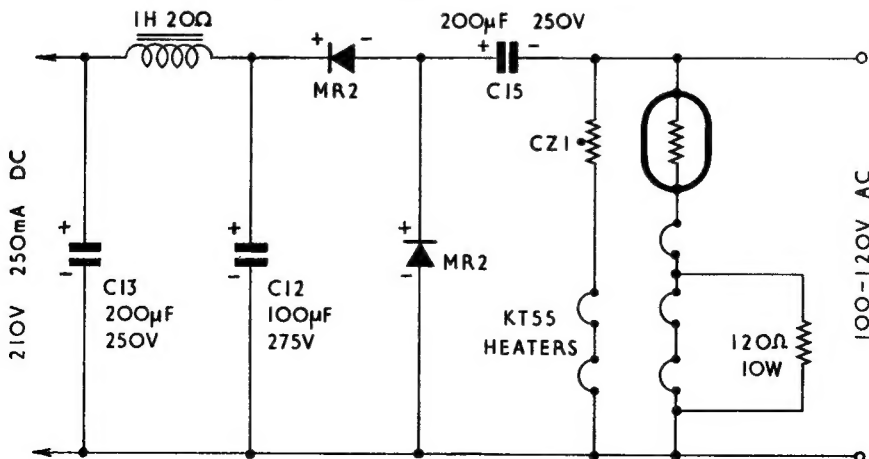 1H 20Ω
+ -
MR2
200µF 250V
+ -
C15
CZ1
210V 250mA DC
+
-
C13
200µF
250V
+
-
C12
100µF
275V
+
-
MR2
KT55
HEATERS
120Ω
10W
100-120V AC